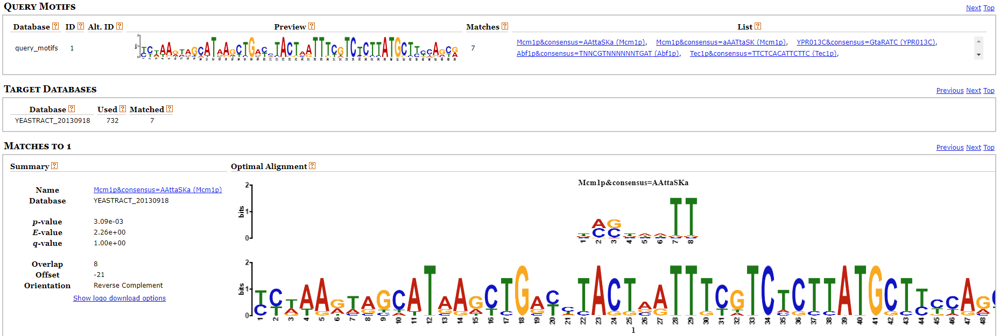 QUERY MOTIFS
Next Top
Database ? ID ? Alt. ID ? Preview ? Matches ? List ?
query_motifs 1 7 Mcm1p&consensus=AAttaSKa (Mcm1p), Mcm1p&consensus=aAATtaSK (Mcm1p), YPR013C&consensus=GtaRATC (YPR013C),
Abf1p&consensus=TNNCGTNNNNNNTGAT (Abf1p), Tec1p&consensus=TTCTCACATTCTTC (Tec1p),
TARGET DATABASES
Previous Next Top
Database ? Used ? Matched ?
YEASTRACT_20130918 732 7
MATCHES TO 1
Previous Next Top
Summary ? Optimal Alignment ?
Name Mcm1p&consensus=AAttaSKa (Mcm1p)
Database YEASTRACT_20130918
p-value 3.09e-03
E-value 2.26e+00
q-value 1.00e+00
Overlap 8
Offset -21
Orientation Reverse Complement
Show logo download options
Mcm1p&consensus=AAttaSKa
2
1
0
bits
1 2 3 4 5 6 7 8
2
1
0
bits
1 2 3 4 5 6 7 8 9 10 11 12 13 14 15 16 17 18 19 20 21 22 23 24 25 26 27 28 29 30 31 32 33 34 35 36 37 38 39 40 41 42 43 44 45 46 47 48
1